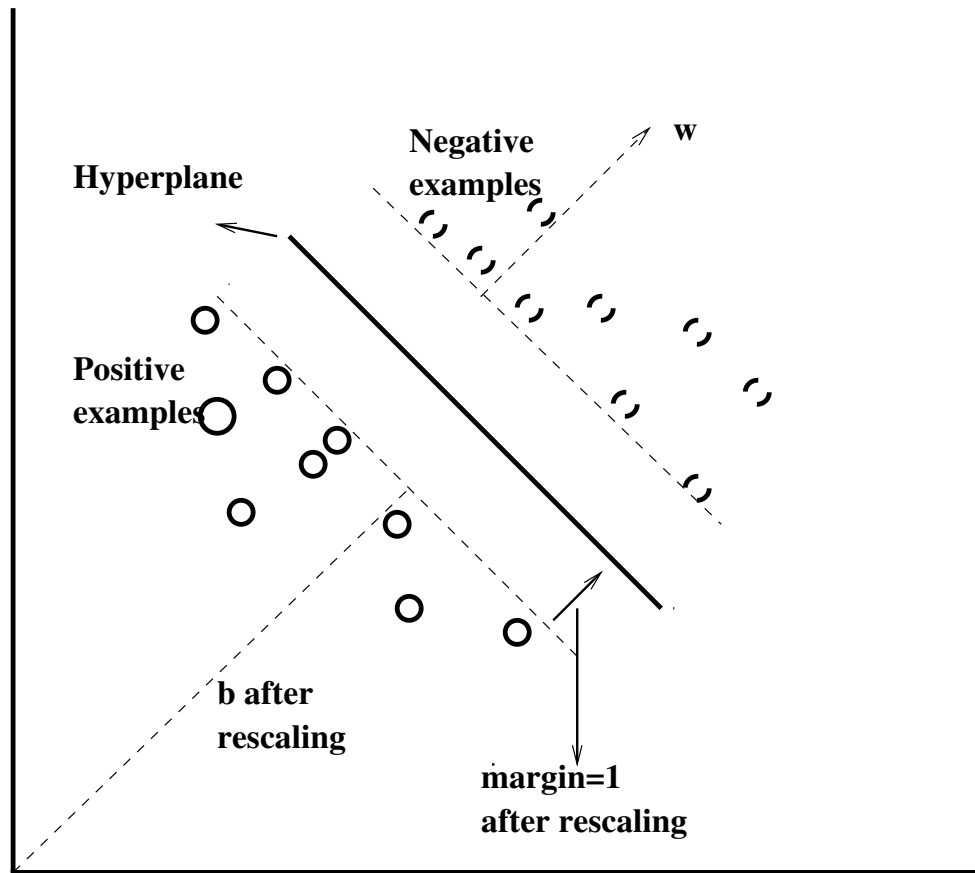 Negative
examples
w
Hyperplane
Positive
examples
b after
rescaling
margin=1
after rescaling